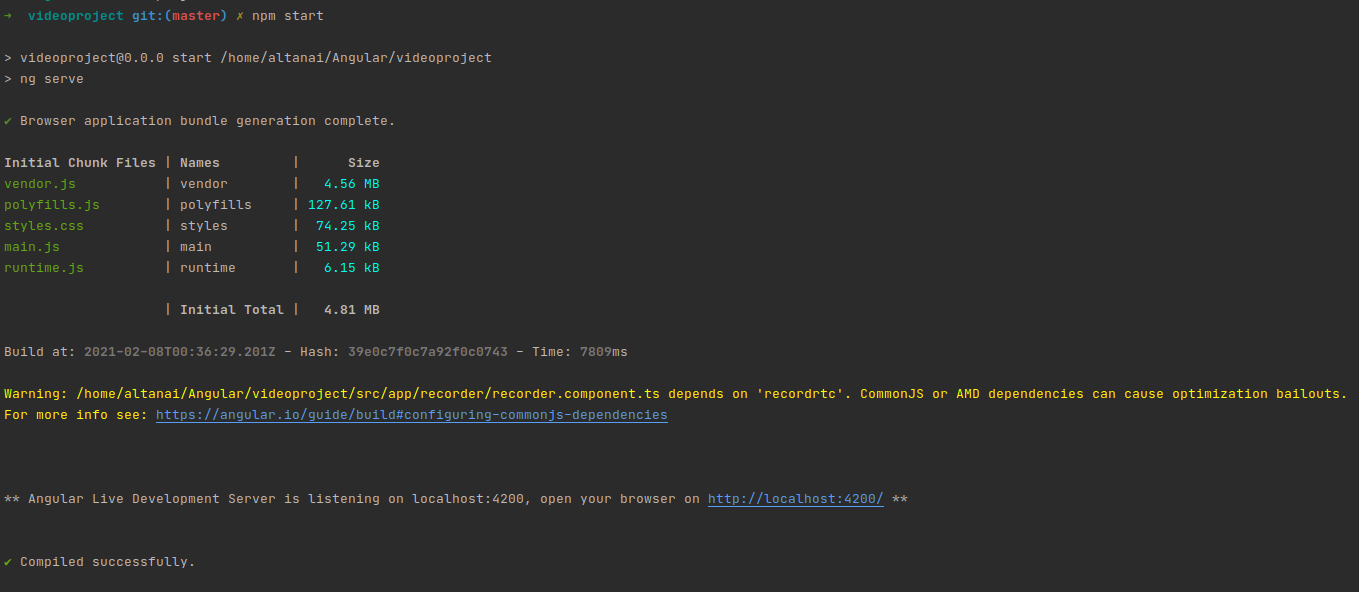 → videoproject git:(master) ✗ npm start
> videoproject@0.0.0 start /home/altanai/Angular/videoproject
> ng serve
✔ Browser application bundle generation complete.
Initial Chunk Files | Names         |      Size
vendor.js           | vendor        |   4.56 MB
polyfills.js        | polyfills     | 127.61 kB
styles.css          | styles        |  74.25 kB
main.js             | main          |  51.29 kB
runtime.js          | runtime       |   6.15 kB
                    | Initial Total |   4.81 MB
Build at: 2021-02-08T00:36:29.201Z - Hash: 39e0c7f0c7a92f0c0743 - Time: 7809ms
Warning: /home/altanai/Angular/videoproject/src/app/recorder/recorder.component.ts depends on 'recordrtc'. CommonJS or AMD dependencies can cause optimization bailouts.
For more info see: https://angular.io/guide/build#configuring-commonjs-dependencies
** Angular Live Development Server is listening on localhost:4200, open your browser on http://localhost:4200/ **
✔ Compiled successfully.